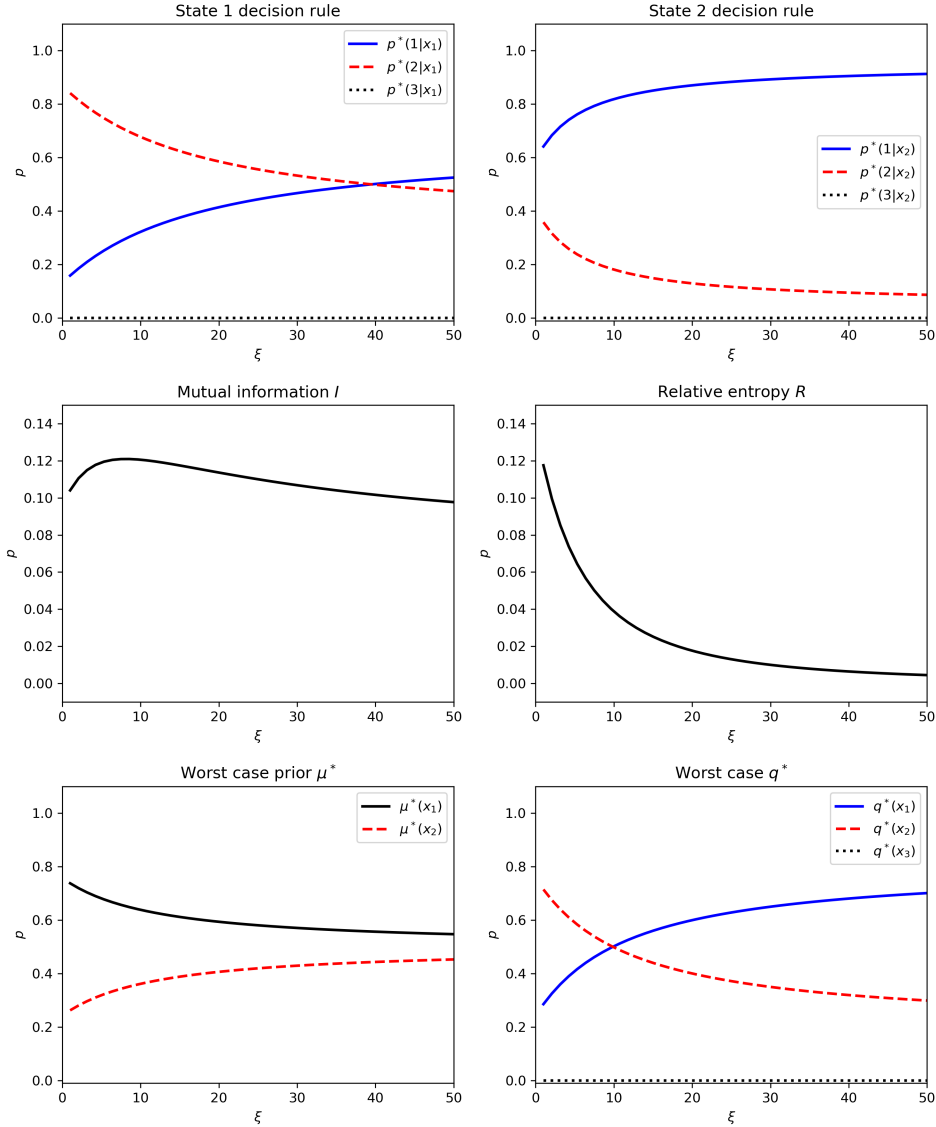 State 1 decision rule
1.0
0.8
0.6
0.4
0.2
0.0
p
0 10 20 30 40 50
ξ
p*(1|x₁)
p*(2|x₁)
p*(3|x₁)
State 2 decision rule
1.0
0.8
0.6
0.4
0.2
0.0
p
0 10 20 30 40 50
ξ
p*(1|x₂)
p*(2|x₂)
p*(3|x₂)
Mutual information I
0.14
0.12
0.10
0.08
0.06
0.04
0.02
0.00
p
0 10 20 30 40 50
ξ
Relative entropy R
0.14
0.12
0.10
0.08
0.06
0.04
0.02
0.00
p
0 10 20 30 40 50
ξ
Worst case prior μ*
1.0
0.8
0.6
0.4
0.2
0.0
p
0 10 20 30 40 50
ξ
μ*(x₁)
μ*(x₂)
Worst case q*
1.0
0.8
0.6
0.4
0.2
0.0
p
0 10 20 30 40 50
ξ
q*(x₁)
q*(x₂)
q*(x₃)